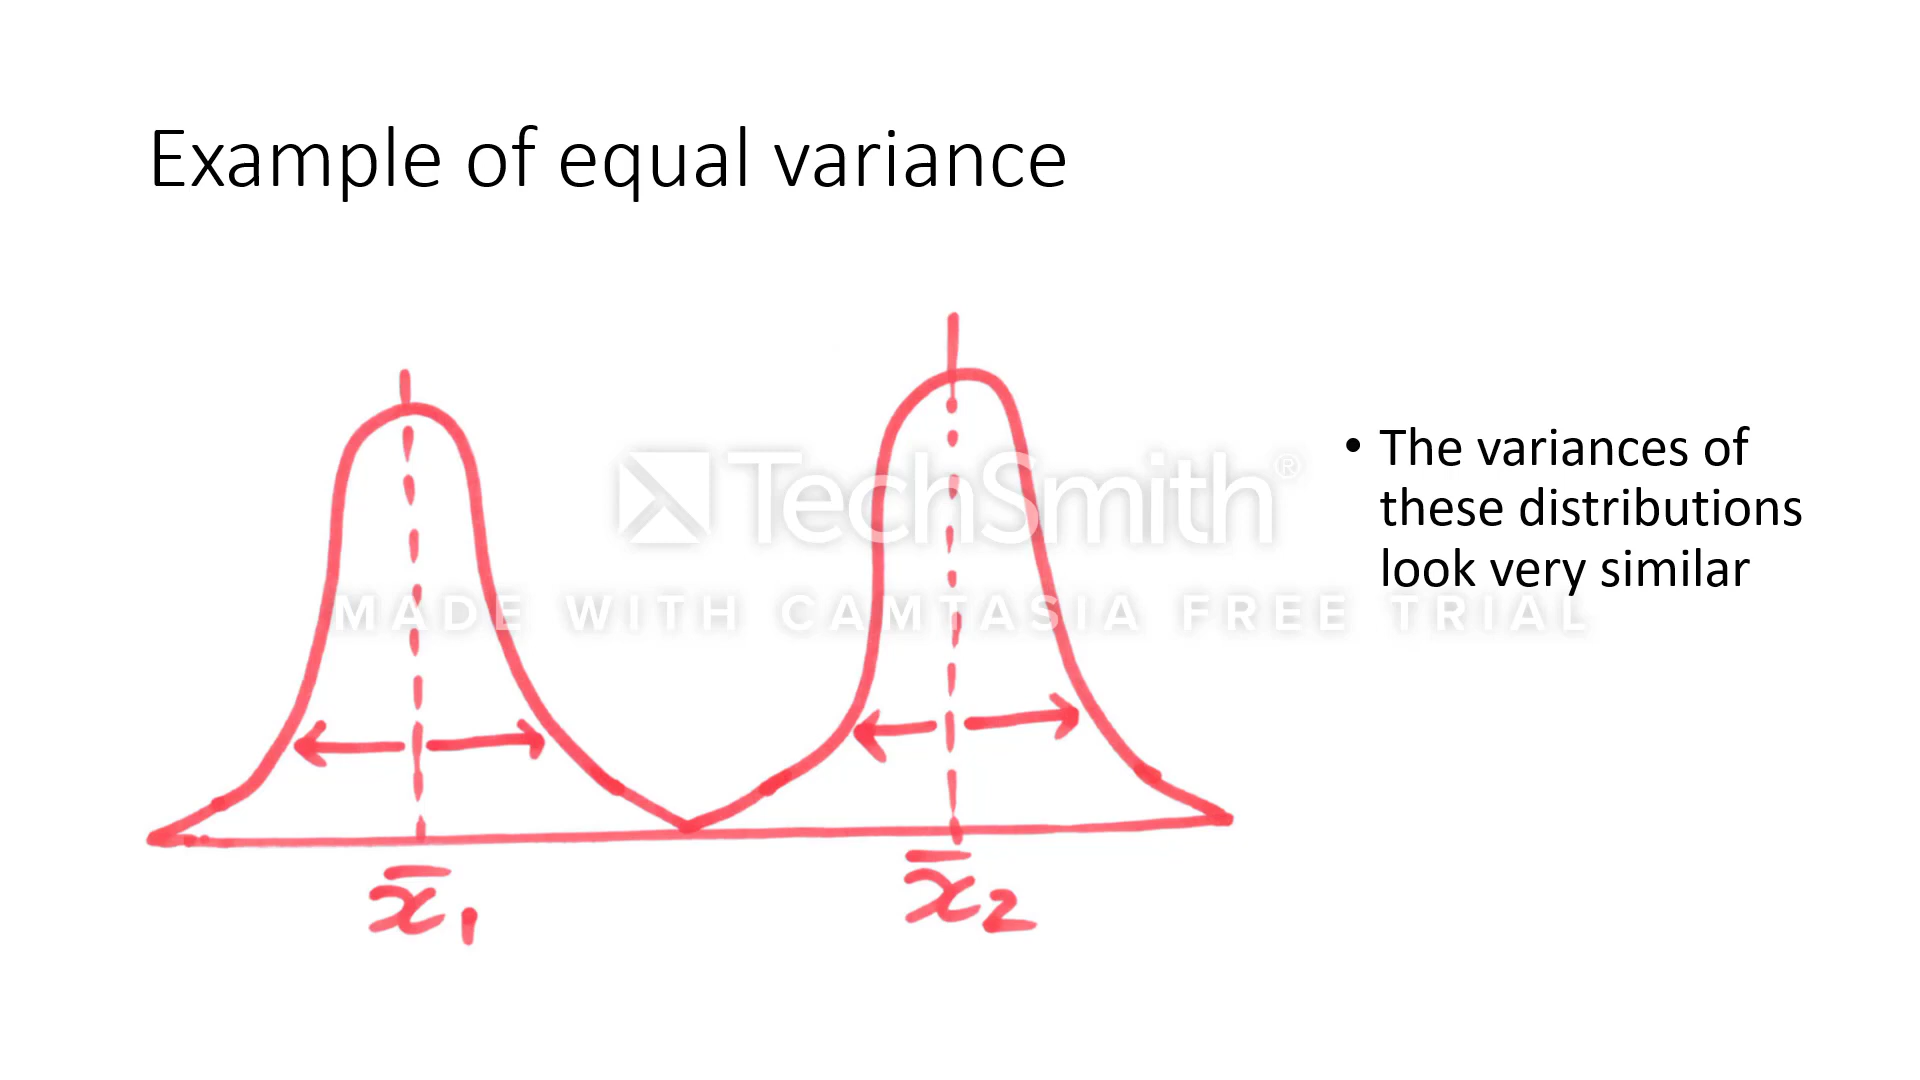 Example of equal variance
TechSmith®
• The variances of
these distributions
look very similar
MADE WITH CAMTASIA FREE TRIAL
x̄₁
x̄₂